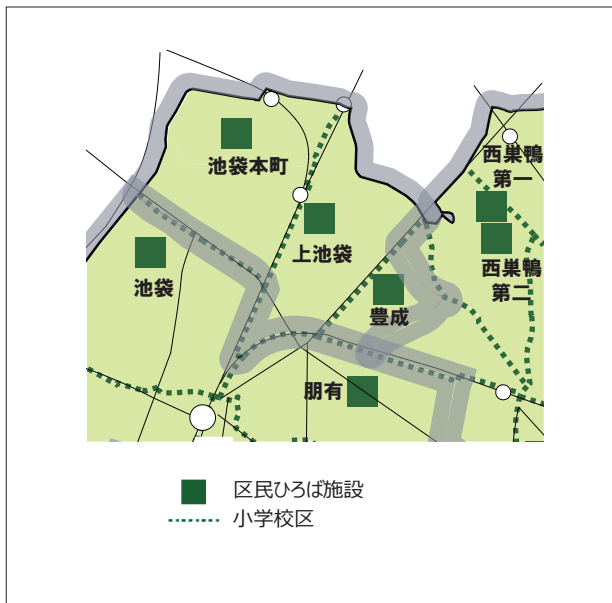 西巣鴨
第一
池袋本町
上池袋
西巣鴨
第二
池袋
豊成
朋有
区民ひろば施設
小学校区